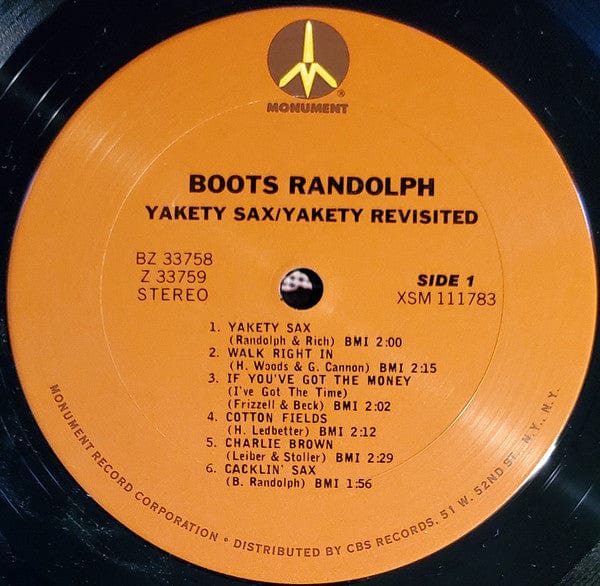 MONUMENT
®
BOOTS RANDOLPH
YAKETY SAX/YAKETY REVISITED
BZ 33758
Z 33759
STEREO
SIDE 1
XSM 111783
1. YAKETY SAX
(Randolph & Rich) BMI 2:00
2. WALK RIGHT IN
(H. Woods & G. Cannon) BMI 2:15
3. IF YOU'VE GOT THE MONEY
(I've Got The Time)
(Frizzell & Beck) BMI 2:02
4. COTTON FIELDS
(H. Ledbetter) BMI 2:12
5. CHARLIE BROWN
(Leiber & Stoller) BMI 2:29
6. CACKLIN' SAX
(B. Randolph) BMI 1:56
MONUMENT RECORD CORPORATION • DISTRIBUTED BY CBS RECORDS, 51 W. 52ND ST., N.Y., N.Y.